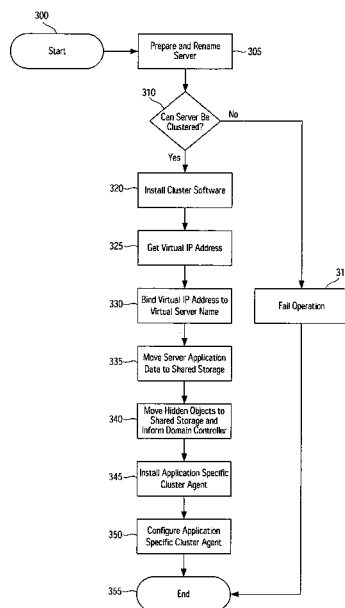 300
Start
Prepare and Rename
Server
305
310
Can Server Be
Clustered?
No
Yes
320
Install Cluster Software
325
Get Virtual IP Address
330
Bind Virtual IP Address to
Virtual Server Name
Fail Operation
335
Move Server Application
Data to Shared Storage
340
Move Hidden Objects to
Shared Storage and
Inform Domain Controller
345
Install Application Specific
Cluster Agent
350
Configure Application
Specific Cluster Agent
355
End